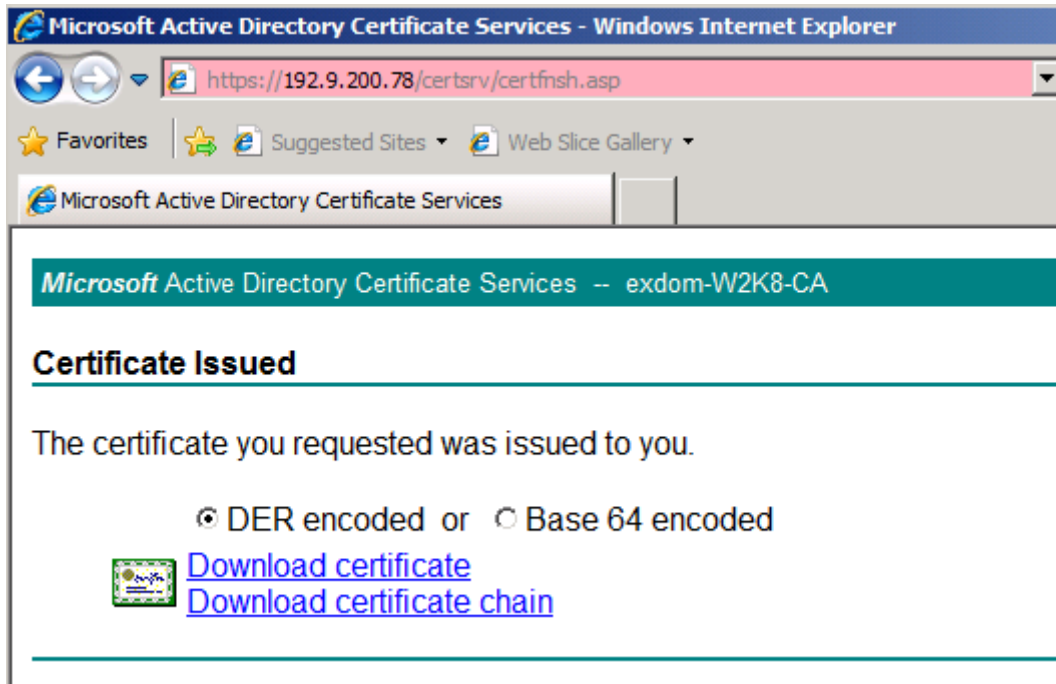 Microsoft Active Directory Certificate Services - Windows Internet Explorer
https://192.9.200.78/certsrv/certfnsh.asp
Favorites Suggested Sites Web Slice Gallery
Microsoft Active Directory Certificate Services
Microsoft Active Directory Certificate Services -- exdom-W2K8-CA
Certificate Issued
The certificate you requested was issued to you.
DER encoded or Base 64 encoded
Download certificate
Download certificate chain